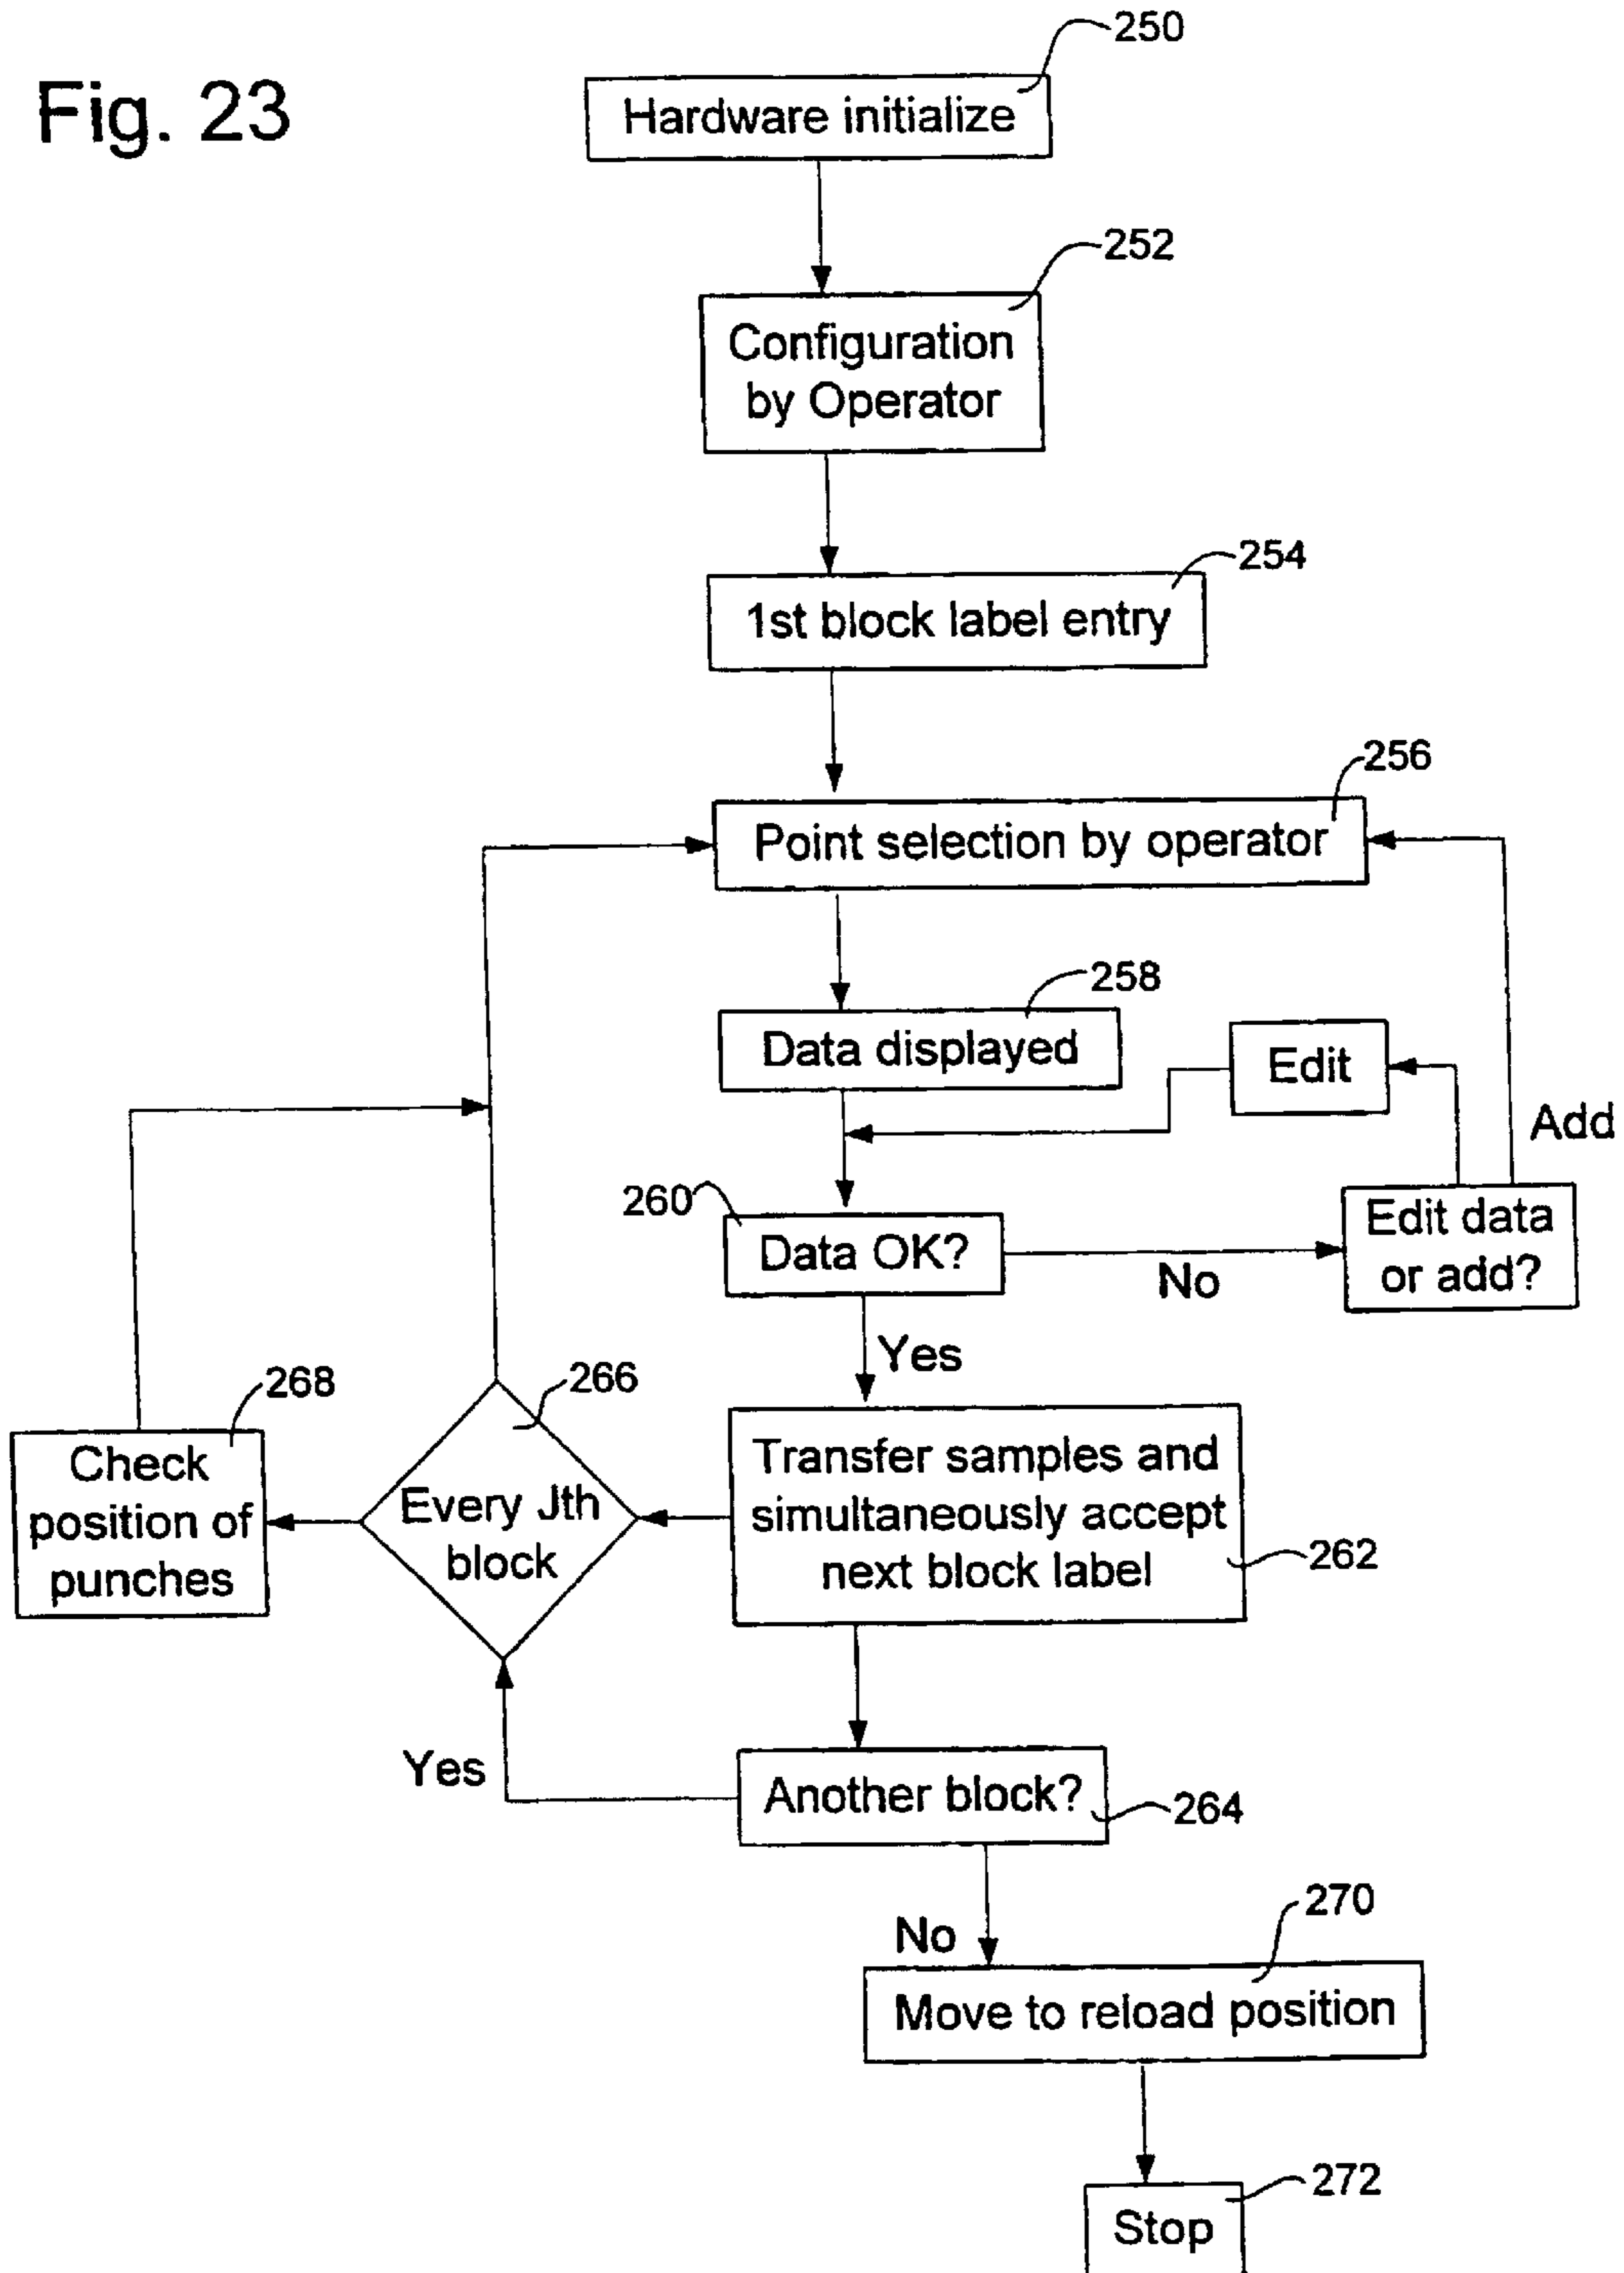 Fig. 23
250
Hardware initialize
252
Configuration
by Operator
254
1st block label entry
256
Point selection by operator
258
Data displayed
Edit
Add
260
Data OK?
No
Edit data
or add?
Yes
268
Check
position of
punches
266
Every Jth
block
Transfer samples and
simultaneously accept
next block label
262
Yes
Another block?
264
No
270
Move to reload position
272
Stop